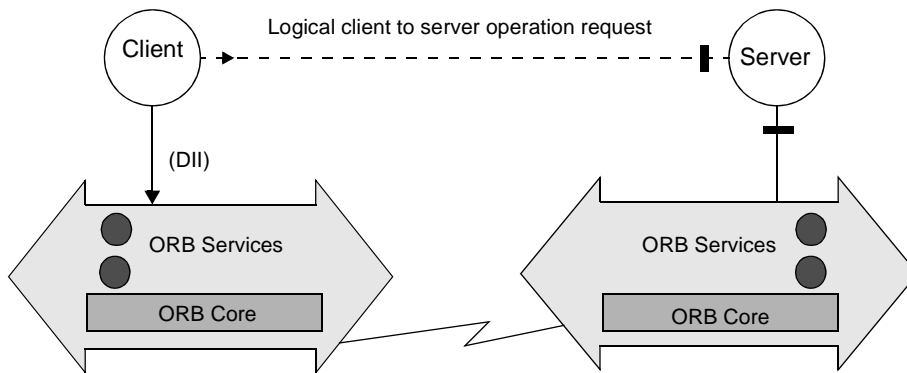 Logical client to server operation request
Client
Server
(DII)
ORB Services
ORB Services
ORB Core
ORB Core